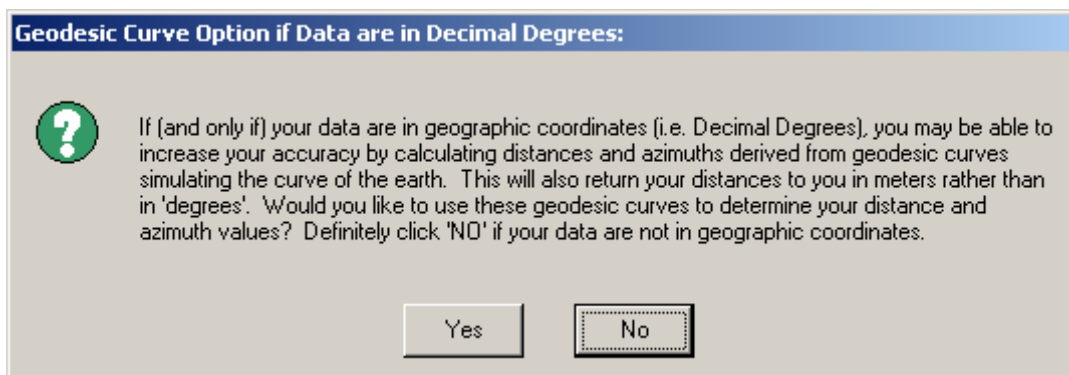 Geodesic Curve Option if Data are in Decimal Degrees:
If (and only if) your data are in geographic coordinates (i.e. Decimal Degrees), you may be able to
increase your accuracy by calculating distances and azimuths derived from geodesic curves
simulating the curve of the earth.  This will also return your distances to you in meters rather than
in 'degrees'.  Would you like to use these geodesic curves to determine your distance and
azimuth values?  Definitely click 'NO' if your data are not in geographic coordinates.
Yes
No